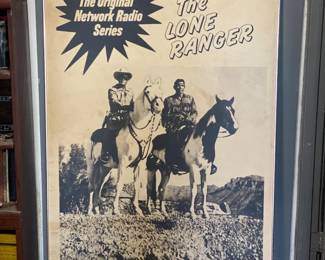 The Original
Network Radio
Series
The
LONE
RANGER